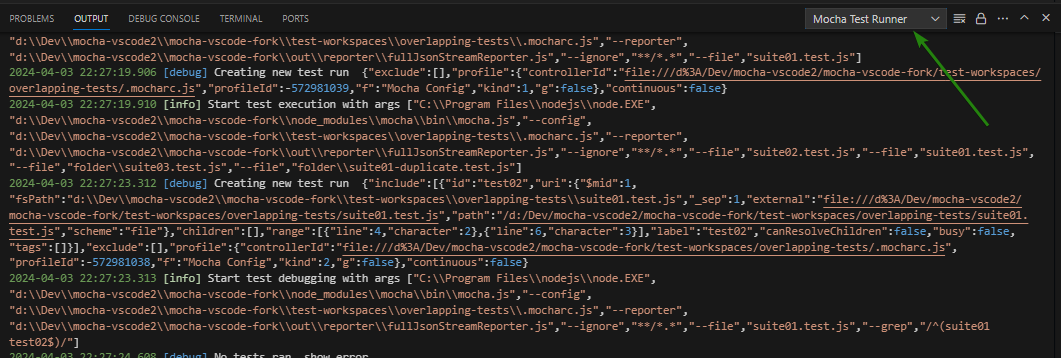 PROBLEMS OUTPUT DEBUG CONSOLE TERMINAL PORTS Mocha Test Runner
"d:\\Dev\\mocha-vscode2\\mocha-vscode-fork\\test-workspaces\\overlapping-tests\\.mocharc.js","--reporter",
"d:\\Dev\\mocha-vscode2\\mocha-vscode-fork\\out\\reporter\\fullJsonStreamReporter.js","--ignore","**/*.*","--file","suite01.test.js"]
2024-04-03 22:27:19.906 [debug] Creating new test run  {"exclude":[],"profile":{"controllerId":"file:///d%3A/Dev/mocha-vscode2/mocha-vscode-fork/test-workspaces/
overlapping-tests/.mocharc.js","profileId":-572981039,"f":"Mocha Config","kind":1,"g":false},"continuous":false}
2024-04-03 22:27:19.910 [info] Start test execution with args ["C:\\Program Files\\nodejs\\node.EXE",
"d:\\Dev\\mocha-vscode2\\mocha-vscode-fork\\node_modules\\mocha\\bin\\mocha.js","--config",
"d:\\Dev\\mocha-vscode2\\mocha-vscode-fork\\test-workspaces\\overlapping-tests\\.mocharc.js","--reporter",
"d:\\Dev\\mocha-vscode2\\mocha-vscode-fork\\out\\reporter\\fullJsonStreamReporter.js","--ignore","**/*.*","--file","suite02.test.js","--file","suite01.test.js",
"--file","folder\\suite03.test.js","--file","folder\\suite01-duplicate.test.js"]
2024-04-03 22:27:23.312 [debug] Creating new test run  {"include":[{"id":"test02","uri":{"$mid":1,
"fsPath":"d:\\Dev\\mocha-vscode2\\mocha-vscode-fork\\test-workspaces\\overlapping-tests\\suite01.test.js","_sep":1,"external":"file:///d%3A/Dev/mocha-vscode2/
mocha-vscode-fork/test-workspaces/overlapping-tests/suite01.test.js","path":"/d:/Dev/mocha-vscode2/mocha-vscode-fork/test-workspaces/overlapping-tests/suite01.
test.js","scheme":"file"},"children":[],"range":[{"line":4,"character":2},{"line":6,"character":3}],"label":"test02","canResolveChildren":false,"busy":false,
"tags":[]}],"exclude":[],"profile":{"controllerId":"file:///d%3A/Dev/mocha-vscode2/mocha-vscode-fork/test-workspaces/overlapping-tests/.mocharc.js",
"profileId":-572981038,"f":"Mocha Config","kind":2,"g":false},"continuous":false}
2024-04-03 22:27:23.313 [info] Start test debugging with args ["C:\\Program Files\\nodejs\\node.EXE",
"d:\\Dev\\mocha-vscode2\\mocha-vscode-fork\\node_modules\\mocha\\bin\\mocha.js","--config",
"d:\\Dev\\mocha-vscode2\\mocha-vscode-fork\\test-workspaces\\overlapping-tests\\.mocharc.js","--reporter",
"d:\\Dev\\mocha-vscode2\\mocha-vscode-fork\\out\\reporter\\fullJsonStreamReporter.js","--ignore","**/*.*","--file","suite01.test.js","--grep","/^(suite01
test02$)/"]
2024-04-03 22:27:24.608 [debug] No tests ran, show error